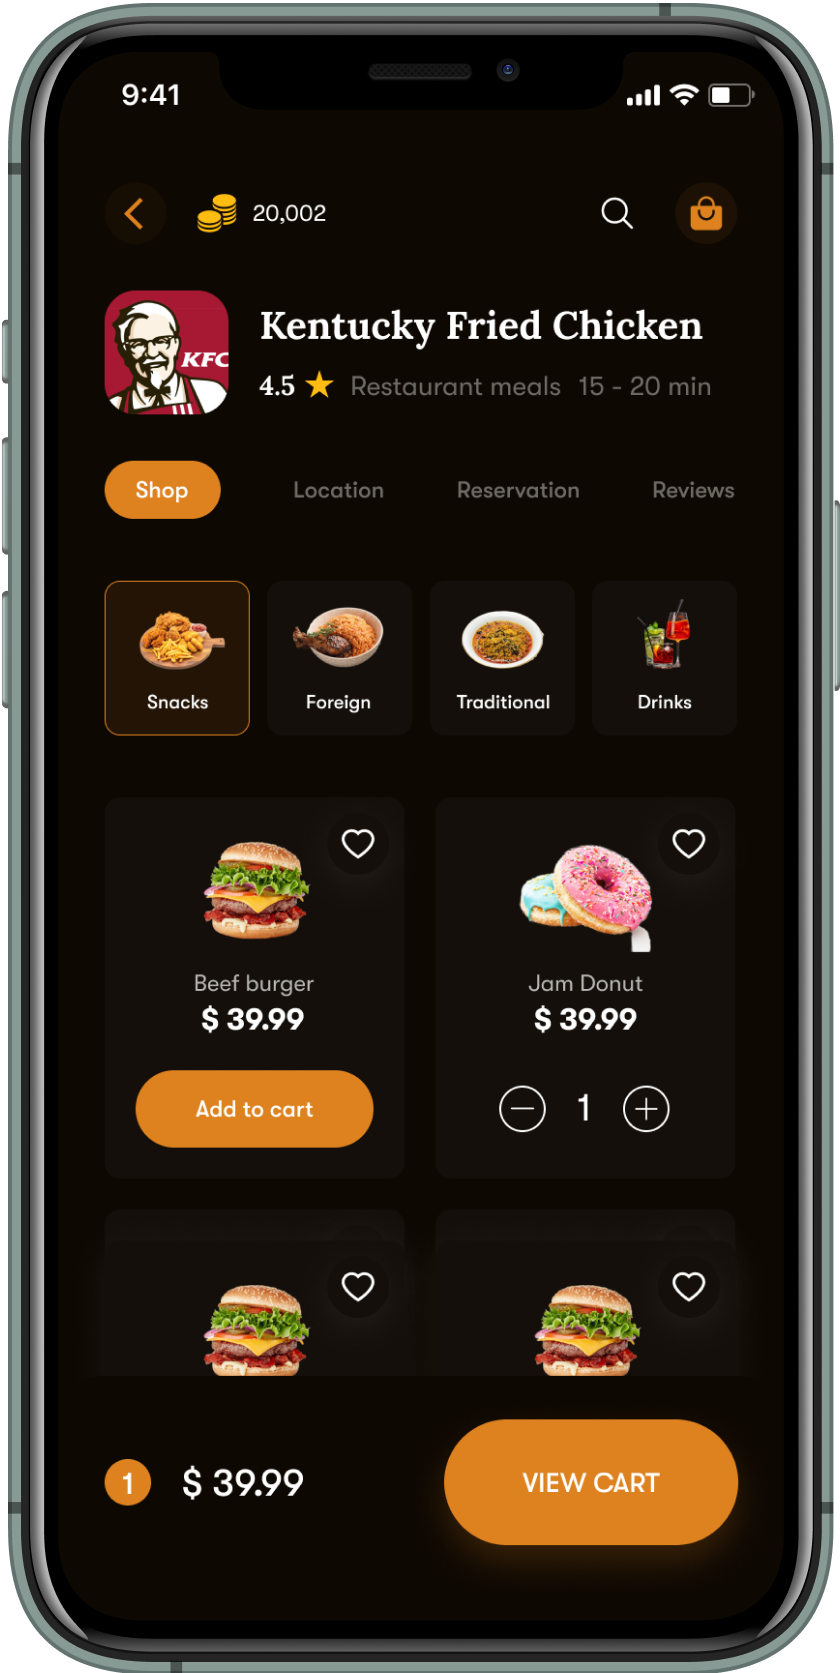 9:41
20,002
KFC
Kentucky Fried Chicken
4.5 Restaurant meals 15 - 20 min
Shop Location Reservation Reviews
Snacks Foreign Traditional Drinks
Beef burger
$ 39.99
Add to cart
Jam Donut
$ 39.99
1
1 $ 39.99 VIEW CART